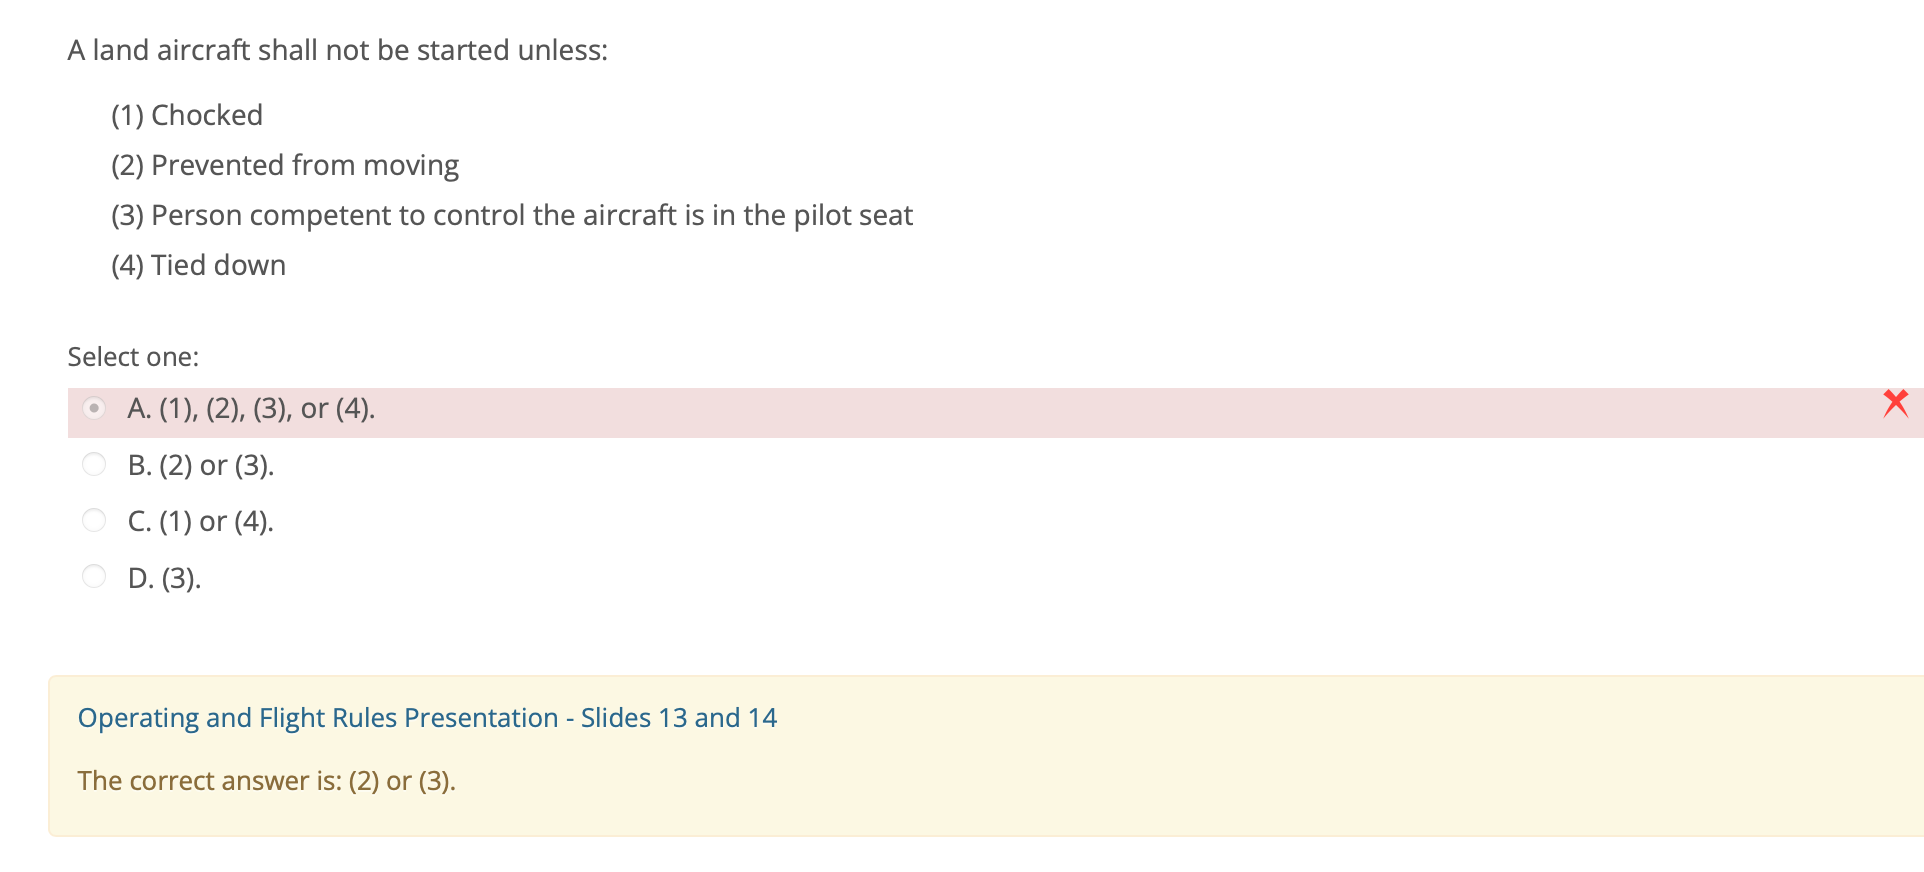 A land aircraft shall not be started unless:
(1) Chocked
(2) Prevented from moving
(3) Person competent to control the aircraft is in the pilot seat
(4) Tied down
Select one:
A. (1), (2), (3), or (4).
B. (2) or (3).
C. (1) or (4).
D. (3).
Operating and Flight Rules Presentation - Slides 13 and 14
The correct answer is: (2) or (3).